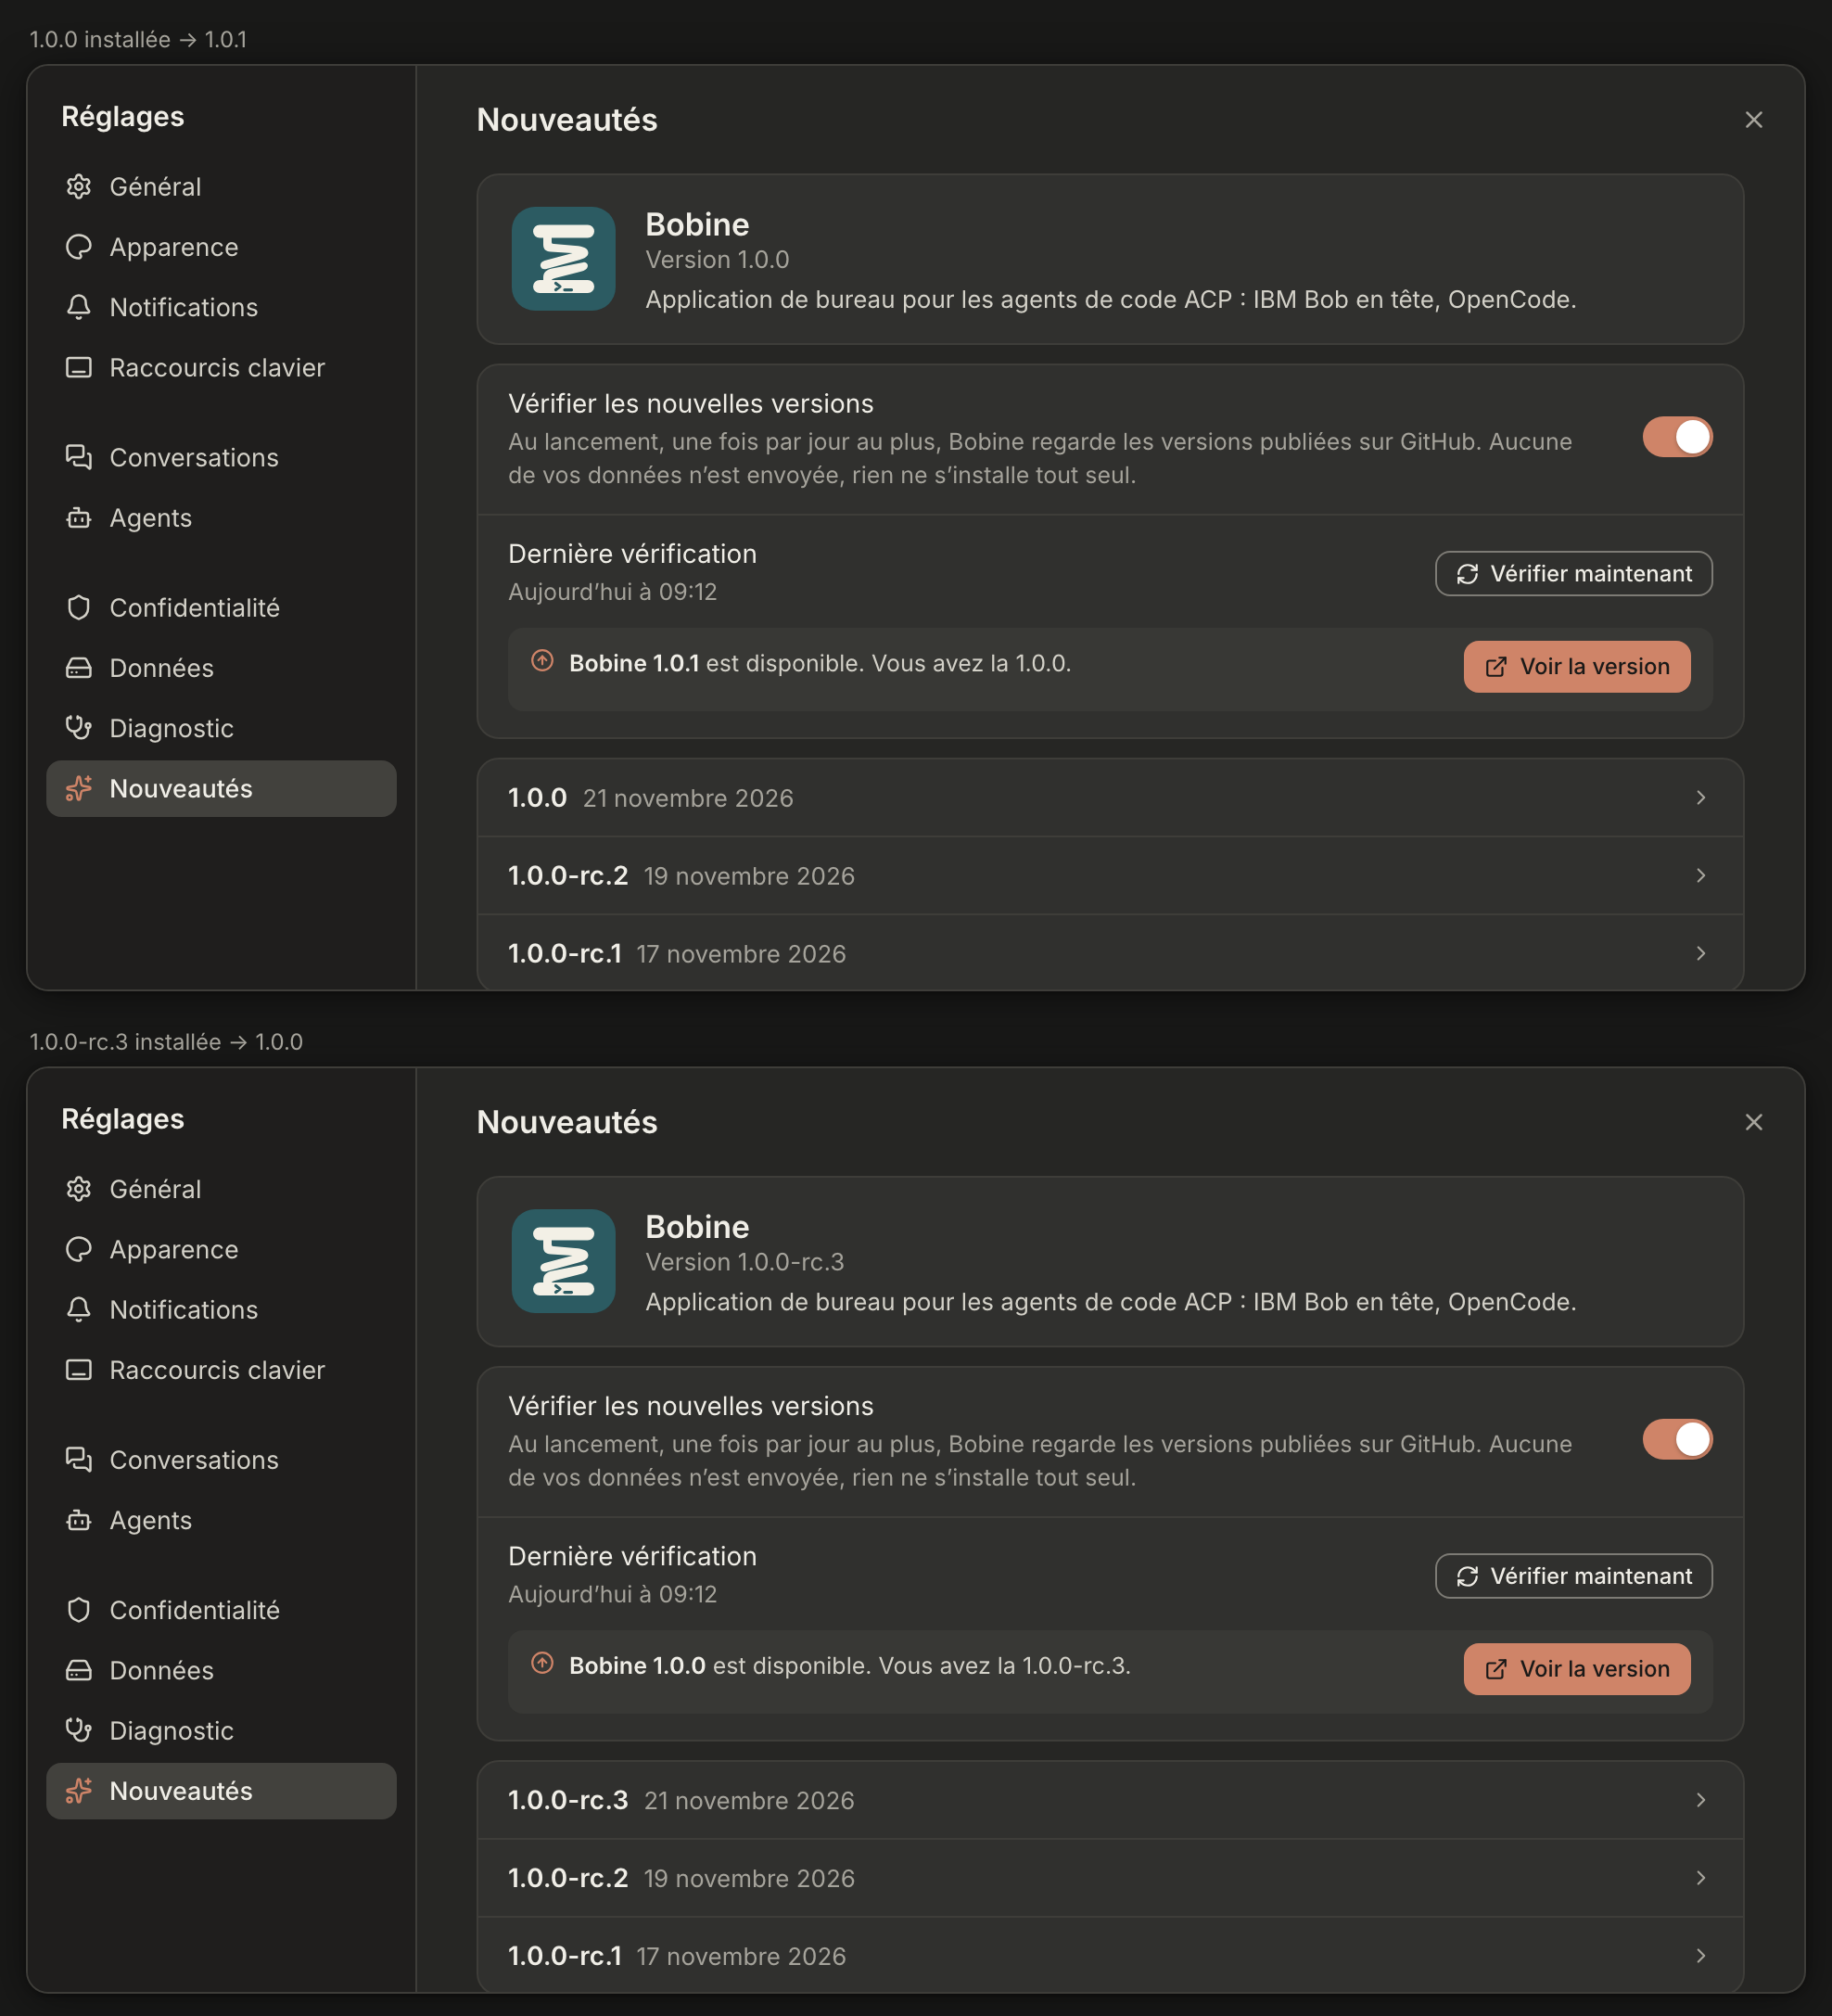 1.0.0 installée → 1.0.1
Réglages
Général
Apparence
Notifications
Raccourcis clavier
Conversations
Agents
Confidentialité
Données
Diagnostic
Nouveautés
Nouveautés
Bobine
Version 1.0.0
Application de bureau pour les agents de code ACP : IBM Bob en tête, OpenCode.
Vérifier les nouvelles versions
Au lancement, une fois par jour au plus, Bobine regarde les versions publiées sur GitHub. Aucune
de vos données n’est envoyée, rien ne s’installe tout seul.
Dernière vérification
Aujourd’hui à 09:12
Vérifier maintenant
Bobine 1.0.1 est disponible. Vous avez la 1.0.0.
Voir la version
1.0.0 21 novembre 2026
1.0.0-rc.2 19 novembre 2026
1.0.0-rc.1 17 novembre 2026
1.0.0-rc.3 installée → 1.0.0
Réglages
Général
Apparence
Notifications
Raccourcis clavier
Conversations
Agents
Confidentialité
Données
Diagnostic
Nouveautés
Nouveautés
Bobine
Version 1.0.0-rc.3
Application de bureau pour les agents de code ACP : IBM Bob en tête, OpenCode.
Vérifier les nouvelles versions
Au lancement, une fois par jour au plus, Bobine regarde les versions publiées sur GitHub. Aucune
de vos données n’est envoyée, rien ne s’installe tout seul.
Dernière vérification
Aujourd’hui à 09:12
Vérifier maintenant
Bobine 1.0.0 est disponible. Vous avez la 1.0.0-rc.3.
Voir la version
1.0.0-rc.3 21 novembre 2026
1.0.0-rc.2 19 novembre 2026
1.0.0-rc.1 17 novembre 2026